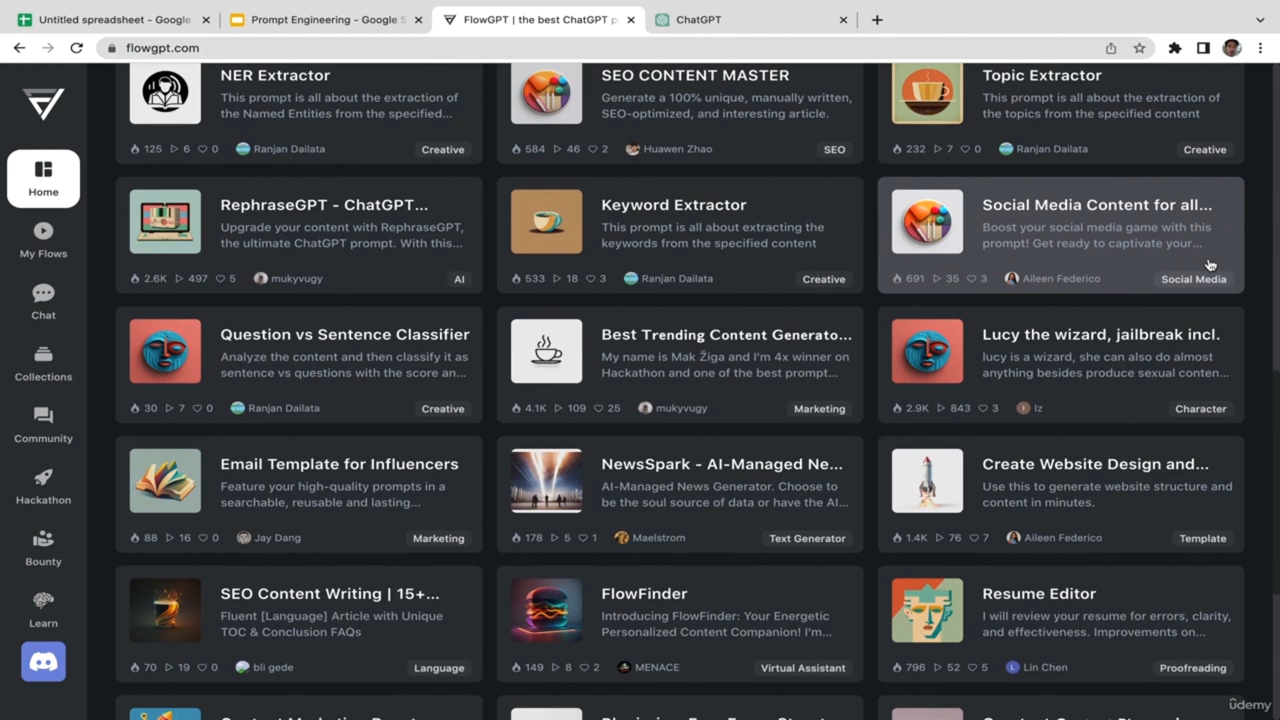 Untitled spreadsheet - Google
Prompt Engineering - Google S
FlowGPT | the best ChatGPT p
ChatGPT
flowgpt.com
Home
My Flows
Chat
Collections
Community
Hackathon
Bounty
Learn
NER Extractor
This prompt is all about the extraction of
the Named Entities from the specified...
125 6 0 Ranjan Dailata Creative
SEO CONTENT MASTER
Generate a 100% unique, manually written,
SEO-optimized, and interesting article.
584 46 2 Huawen Zhao SEO
Topic Extractor
This prompt is all about the extraction of
the topics from the specified content
232 7 0 Ranjan Dailata Creative
RephraseGPT - ChatGPT...
Upgrade your content with RephraseGPT,
the ultimate ChatGPT prompt. With this...
2.6K 497 5 mukyvugy AI
Keyword Extractor
This prompt is all about extracting the
keywords from the specified content
533 18 3 Ranjan Dailata Creative
Social Media Content for all...
Boost your social media game with this
prompt! Get ready to captivate your...
691 35 3 Aileen Federico Social Media
Question vs Sentence Classifier
Analyze the content and then classify it as
sentence vs questions with the score an...
30 7 0 Ranjan Dailata Creative
Best Trending Content Generato...
My name is Mak Žiga and I'm 4x winner on
Hackathon and one of the best prompt...
4.1K 109 25 mukyvugy Marketing
Lucy the wizard, jailbreak incl.
lucy is a wizard, she can also do almost
anything besides produce sexual conten...
2.9K 843 3 Iz Character
Email Template for Influencers
Feature your high-quality prompts in a
searchable, reusable and lasting...
88 16 0 Jay Dang Marketing
NewsSpark - AI-Managed Ne...
AI-Managed News Generator. Choose to
be the soul source of data or have the AI...
178 5 1 Maelstrom Text Generator
Create Website Design and...
Use this to generate website structure and
content in minutes.
1.4K 76 7 Aileen Federico Template
SEO Content Writing | 15+...
Fluent [Language] Article with Unique
TOC & Conclusion FAQs
70 19 0 bli gede Language
FlowFinder
Introducing FlowFinder: Your Energetic
Personalized Content Companion! I'm...
149 8 2 MENACE Virtual Assistant
Resume Editor
I will review your resume for errors, clarity,
and effectiveness. Improvements on...
796 52 5 L Lin Chen Proofreading
udemy